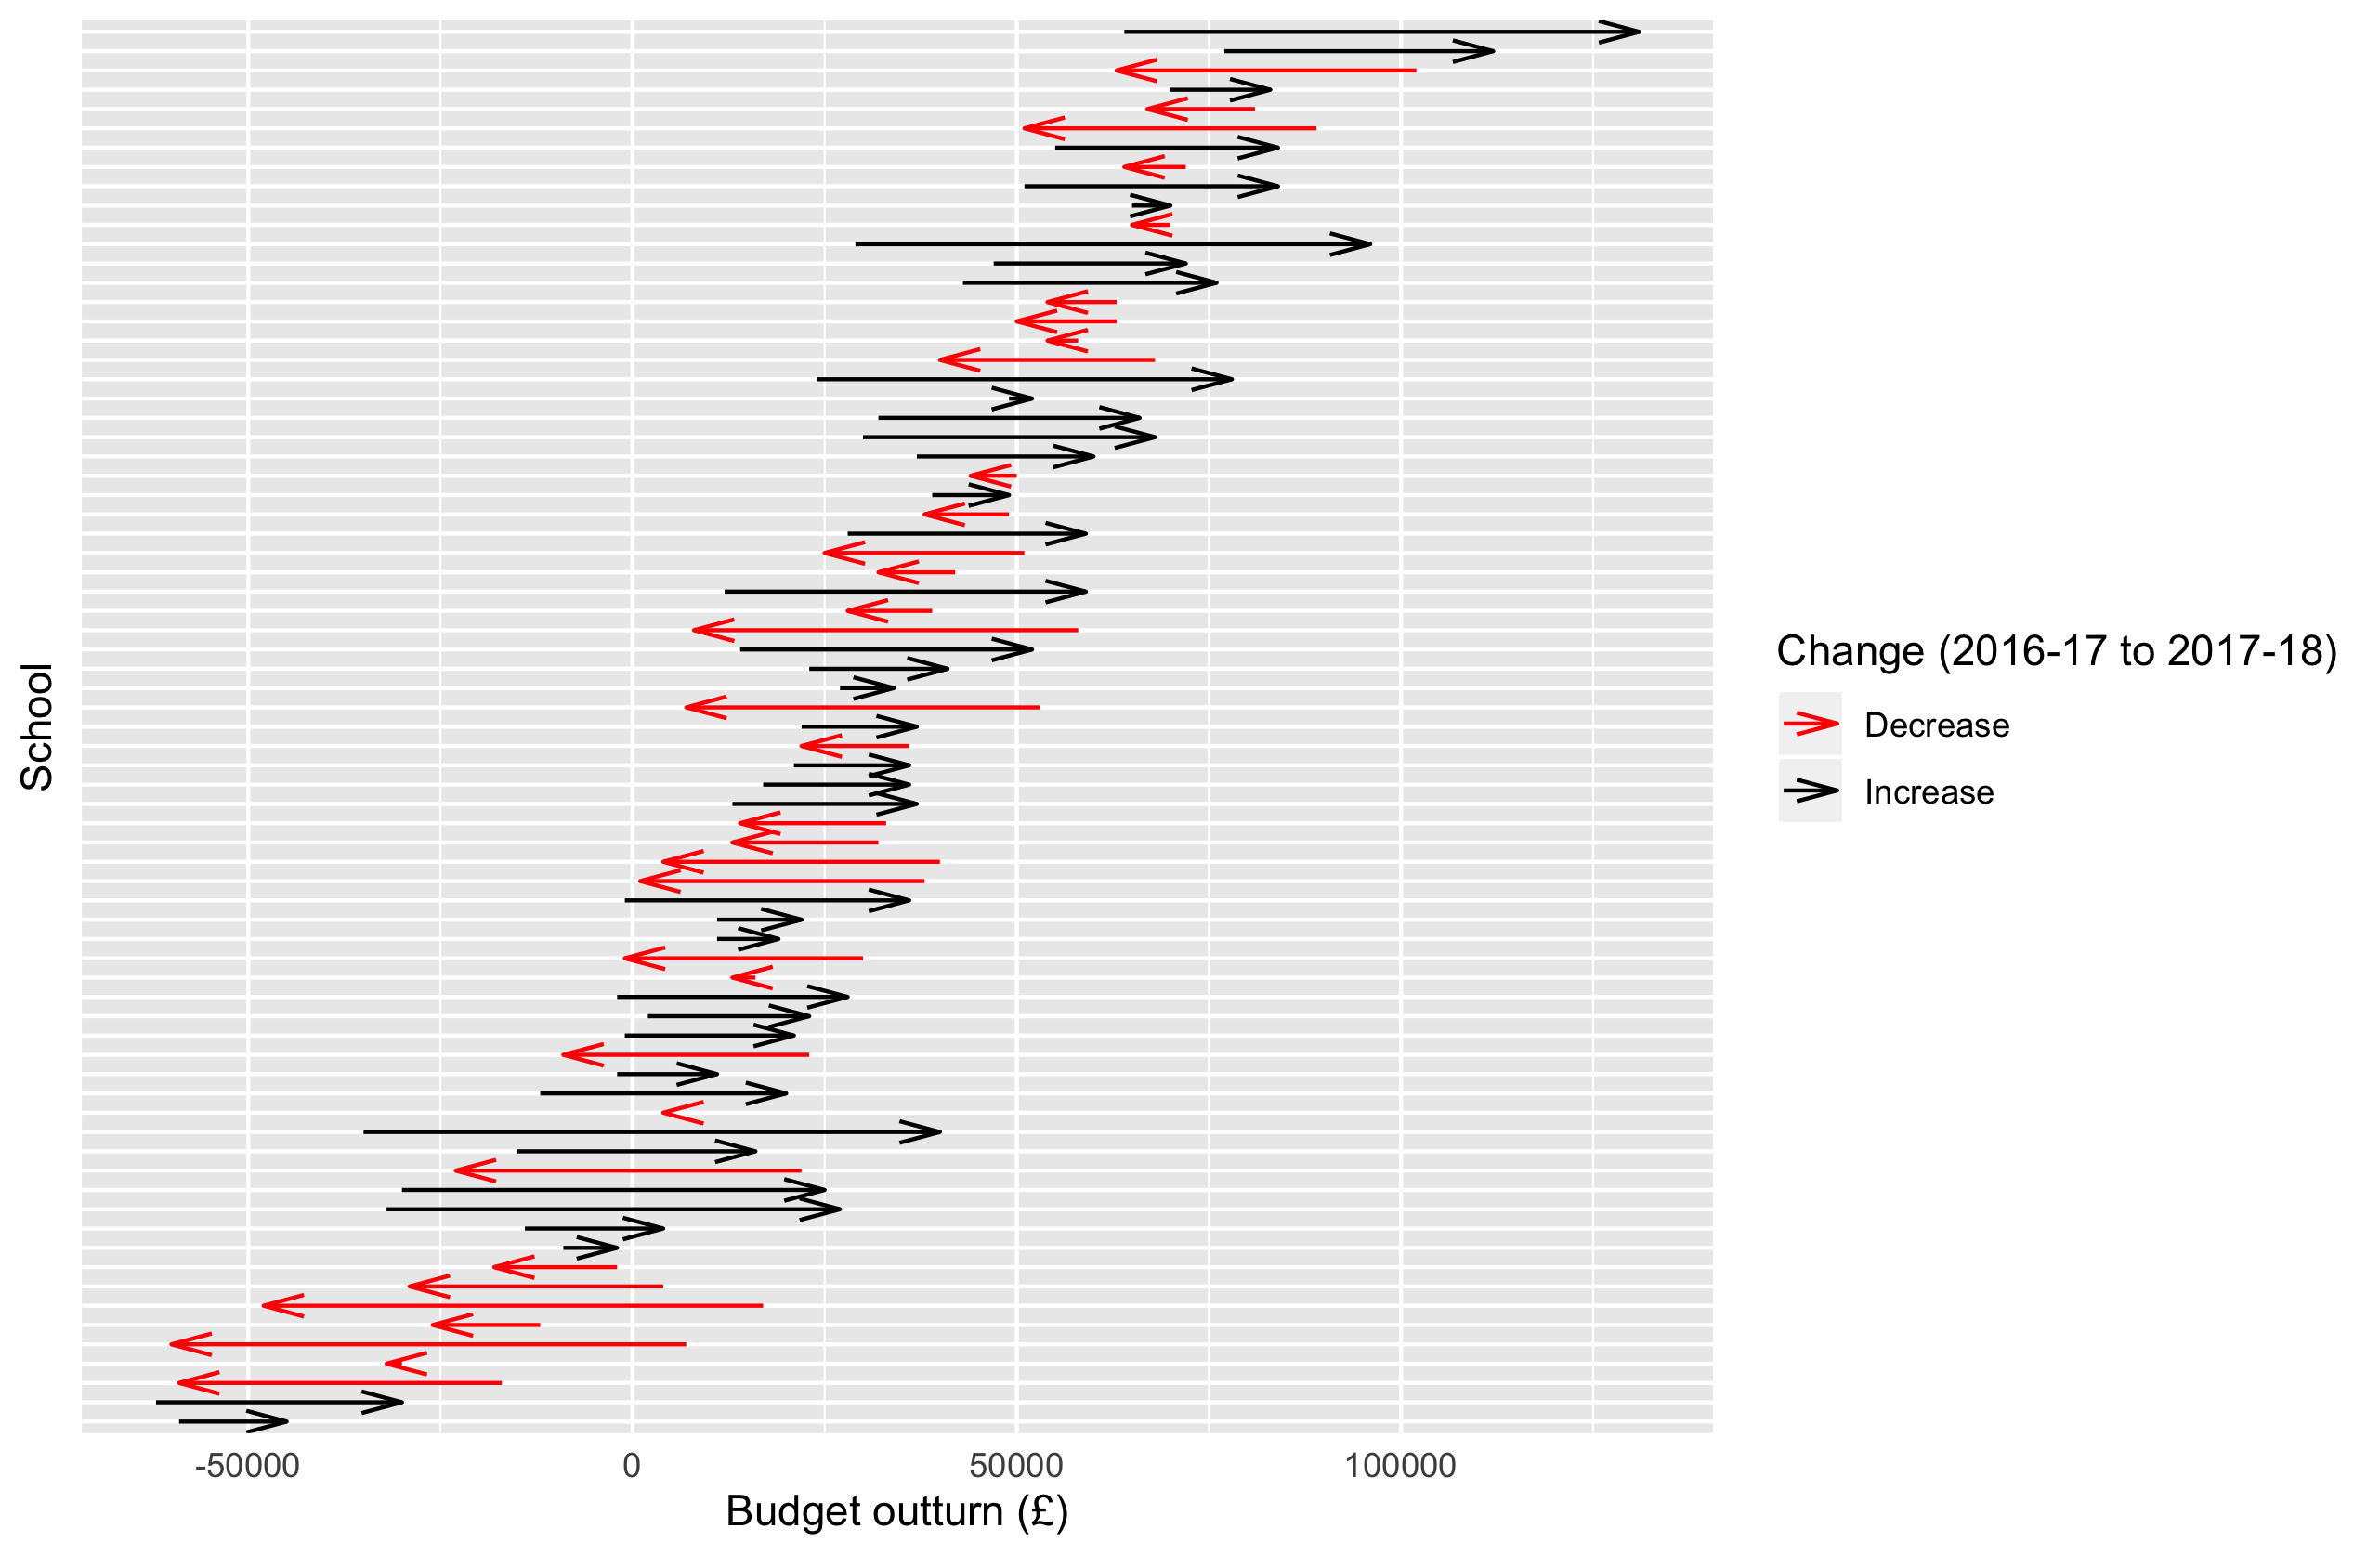 School
-50000
0
50000
100000
Budget outturn (£)
Change (2016-17 to 2017-18)
Decrease
Increase